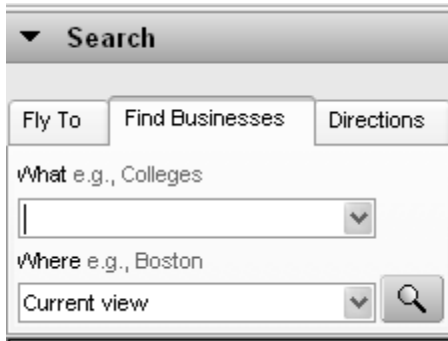 Search
Fly To Find Businesses Directions
What e.g., Colleges
Where e.g., Boston
Current view